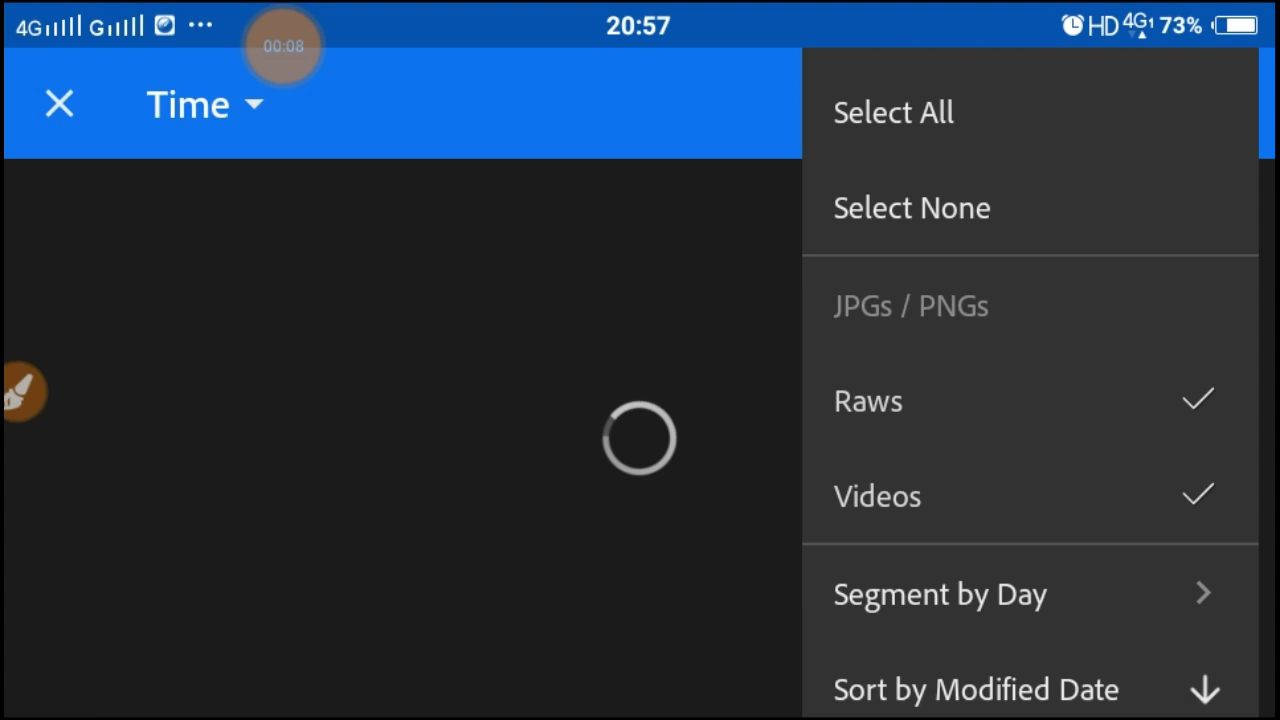 4G G ... 20:57 HD 4G 1 73%
00:08
Time
Select All
Select None
JPGs / PNGs
Raws
Videos
Segment by Day
Sort by Modified Date